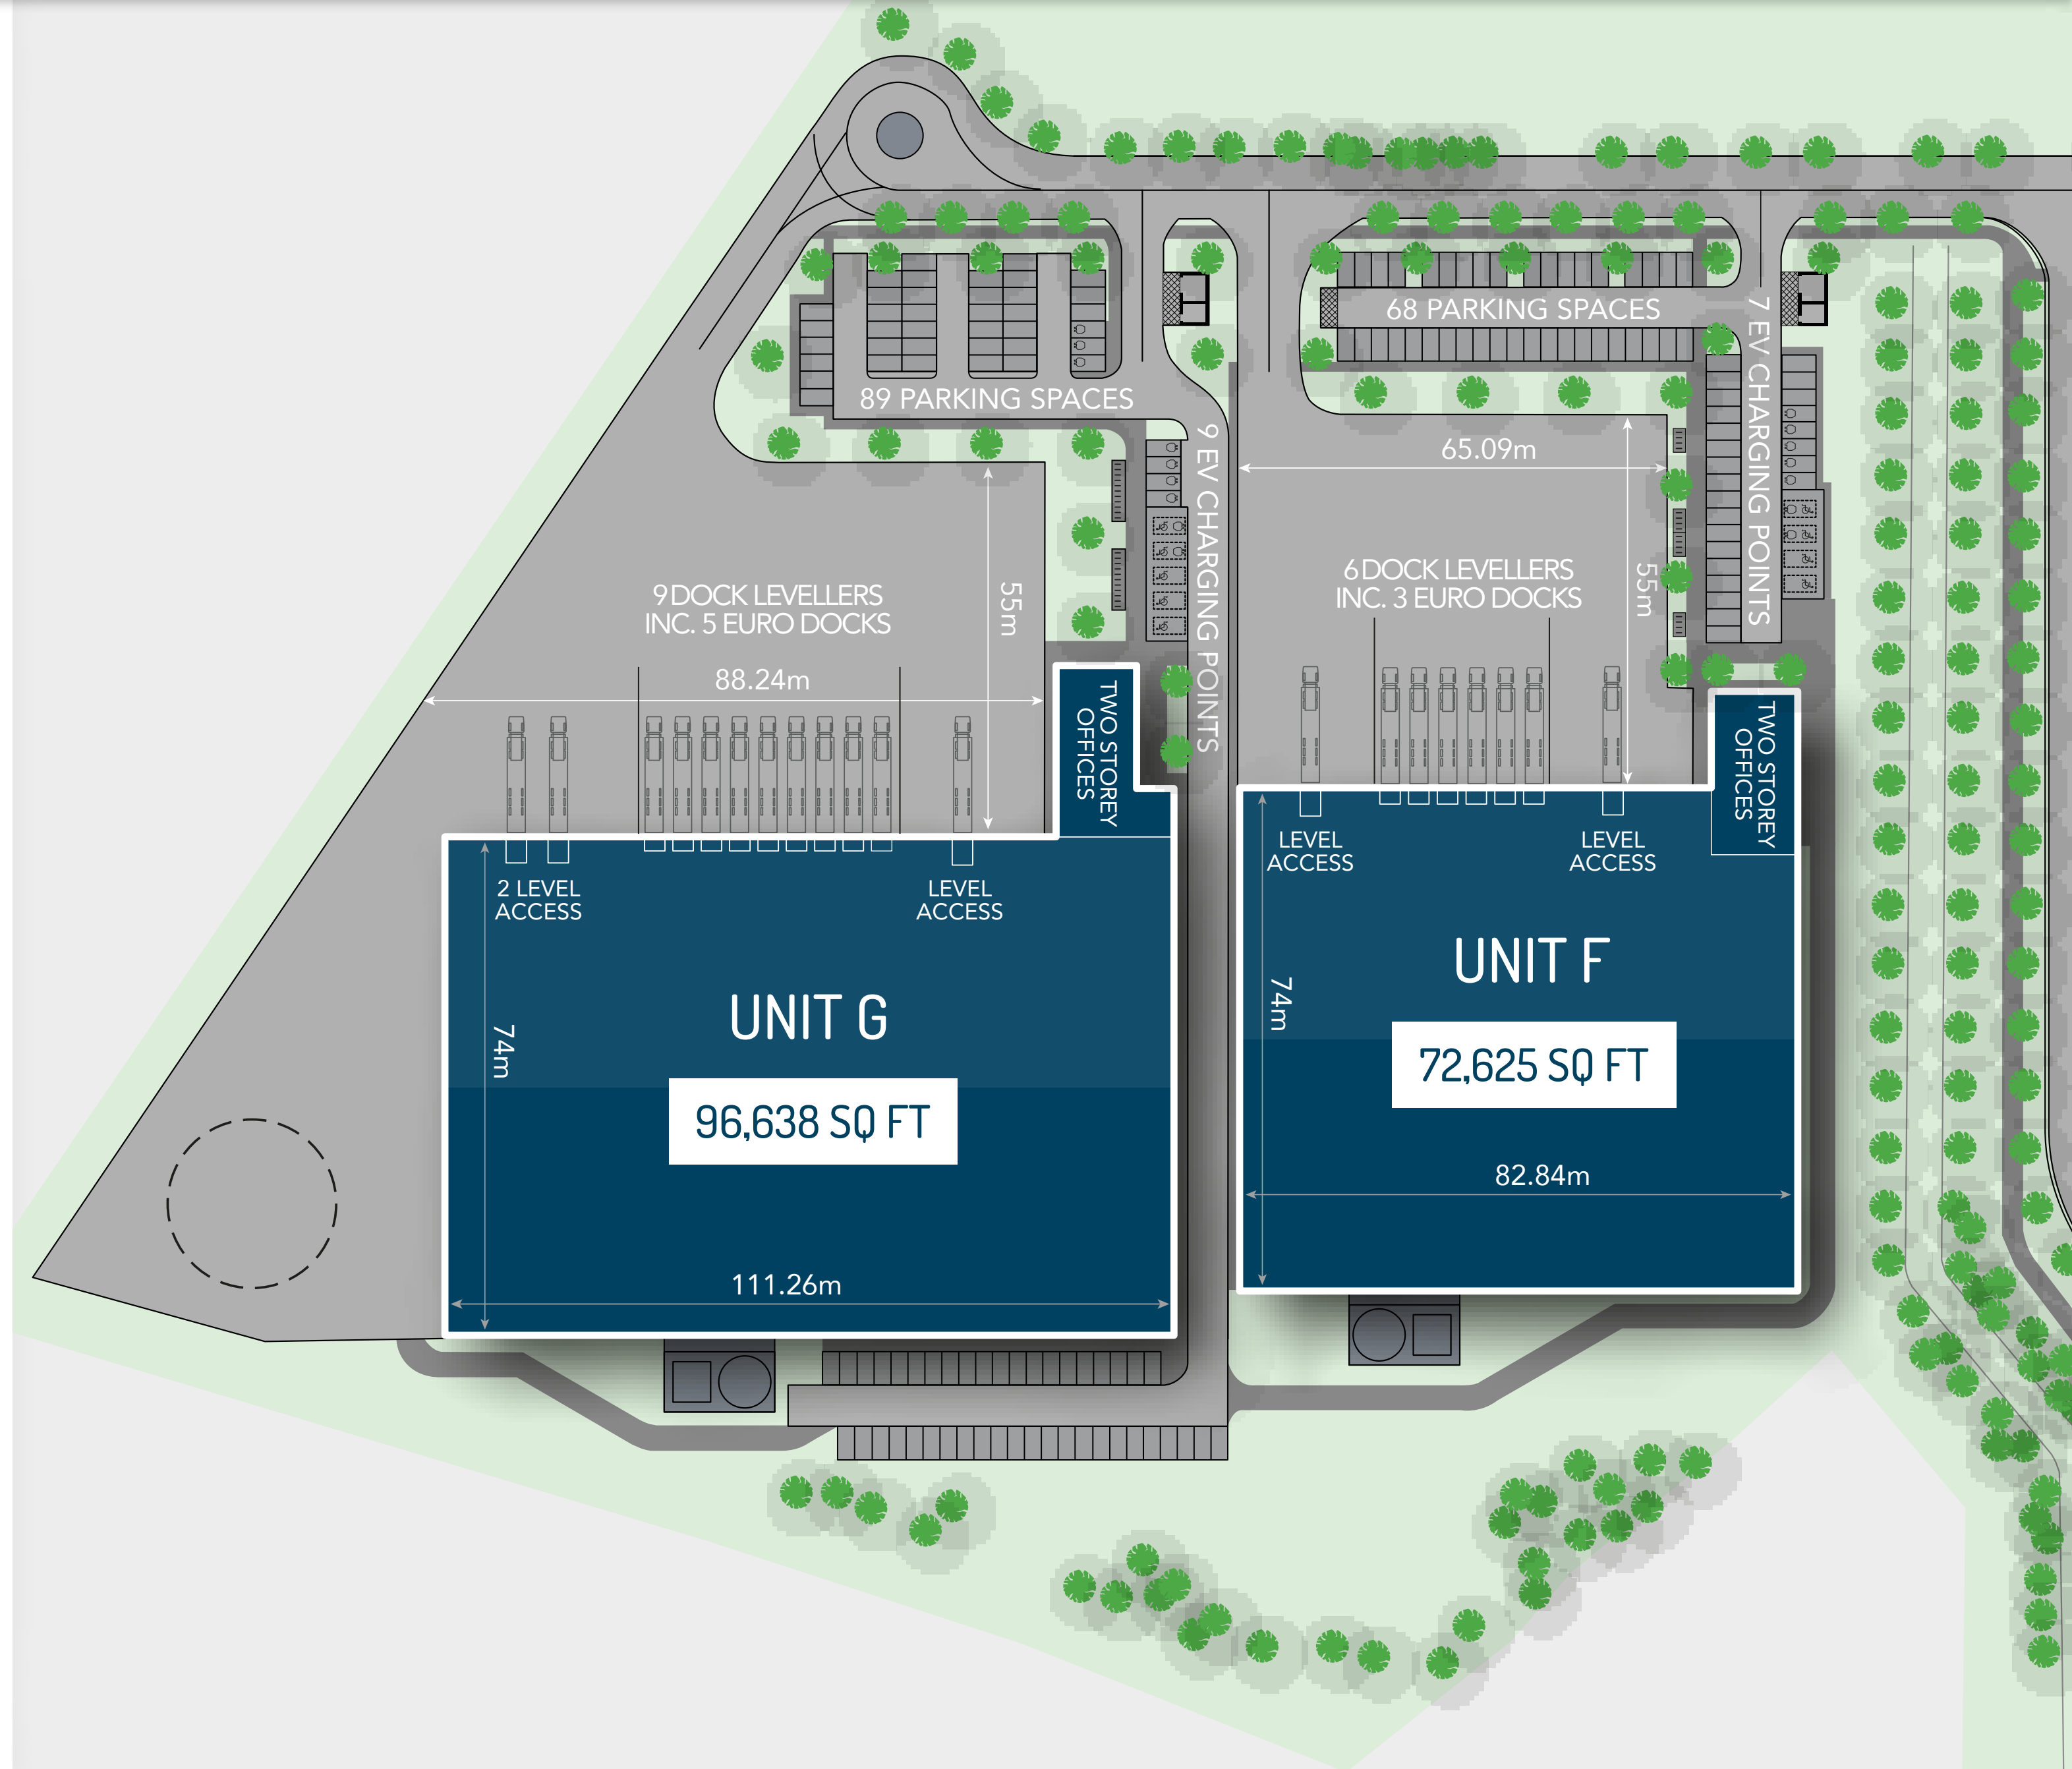 68 PARKING SPACES
7 EV CHARGING POINTS
89 PARKING SPACES
9 EV CHARGING POINTS
65.09m
9 DOCK LEVELLERS
INC. 5 EURO DOCKS
55m
6 DOCK LEVELLERS
INC. 3 EURO DOCKS
55m
88.24m
TWO STOREY
OFFICES
TWO STOREY
OFFICES
2 LEVEL
ACCESS
LEVEL
ACCESS
LEVEL
ACCESS
LEVEL
ACCESS
UNIT G
96,638 SQ FT
74m
111.26m
UNIT F
72,625 SQ FT
74m
82.84m